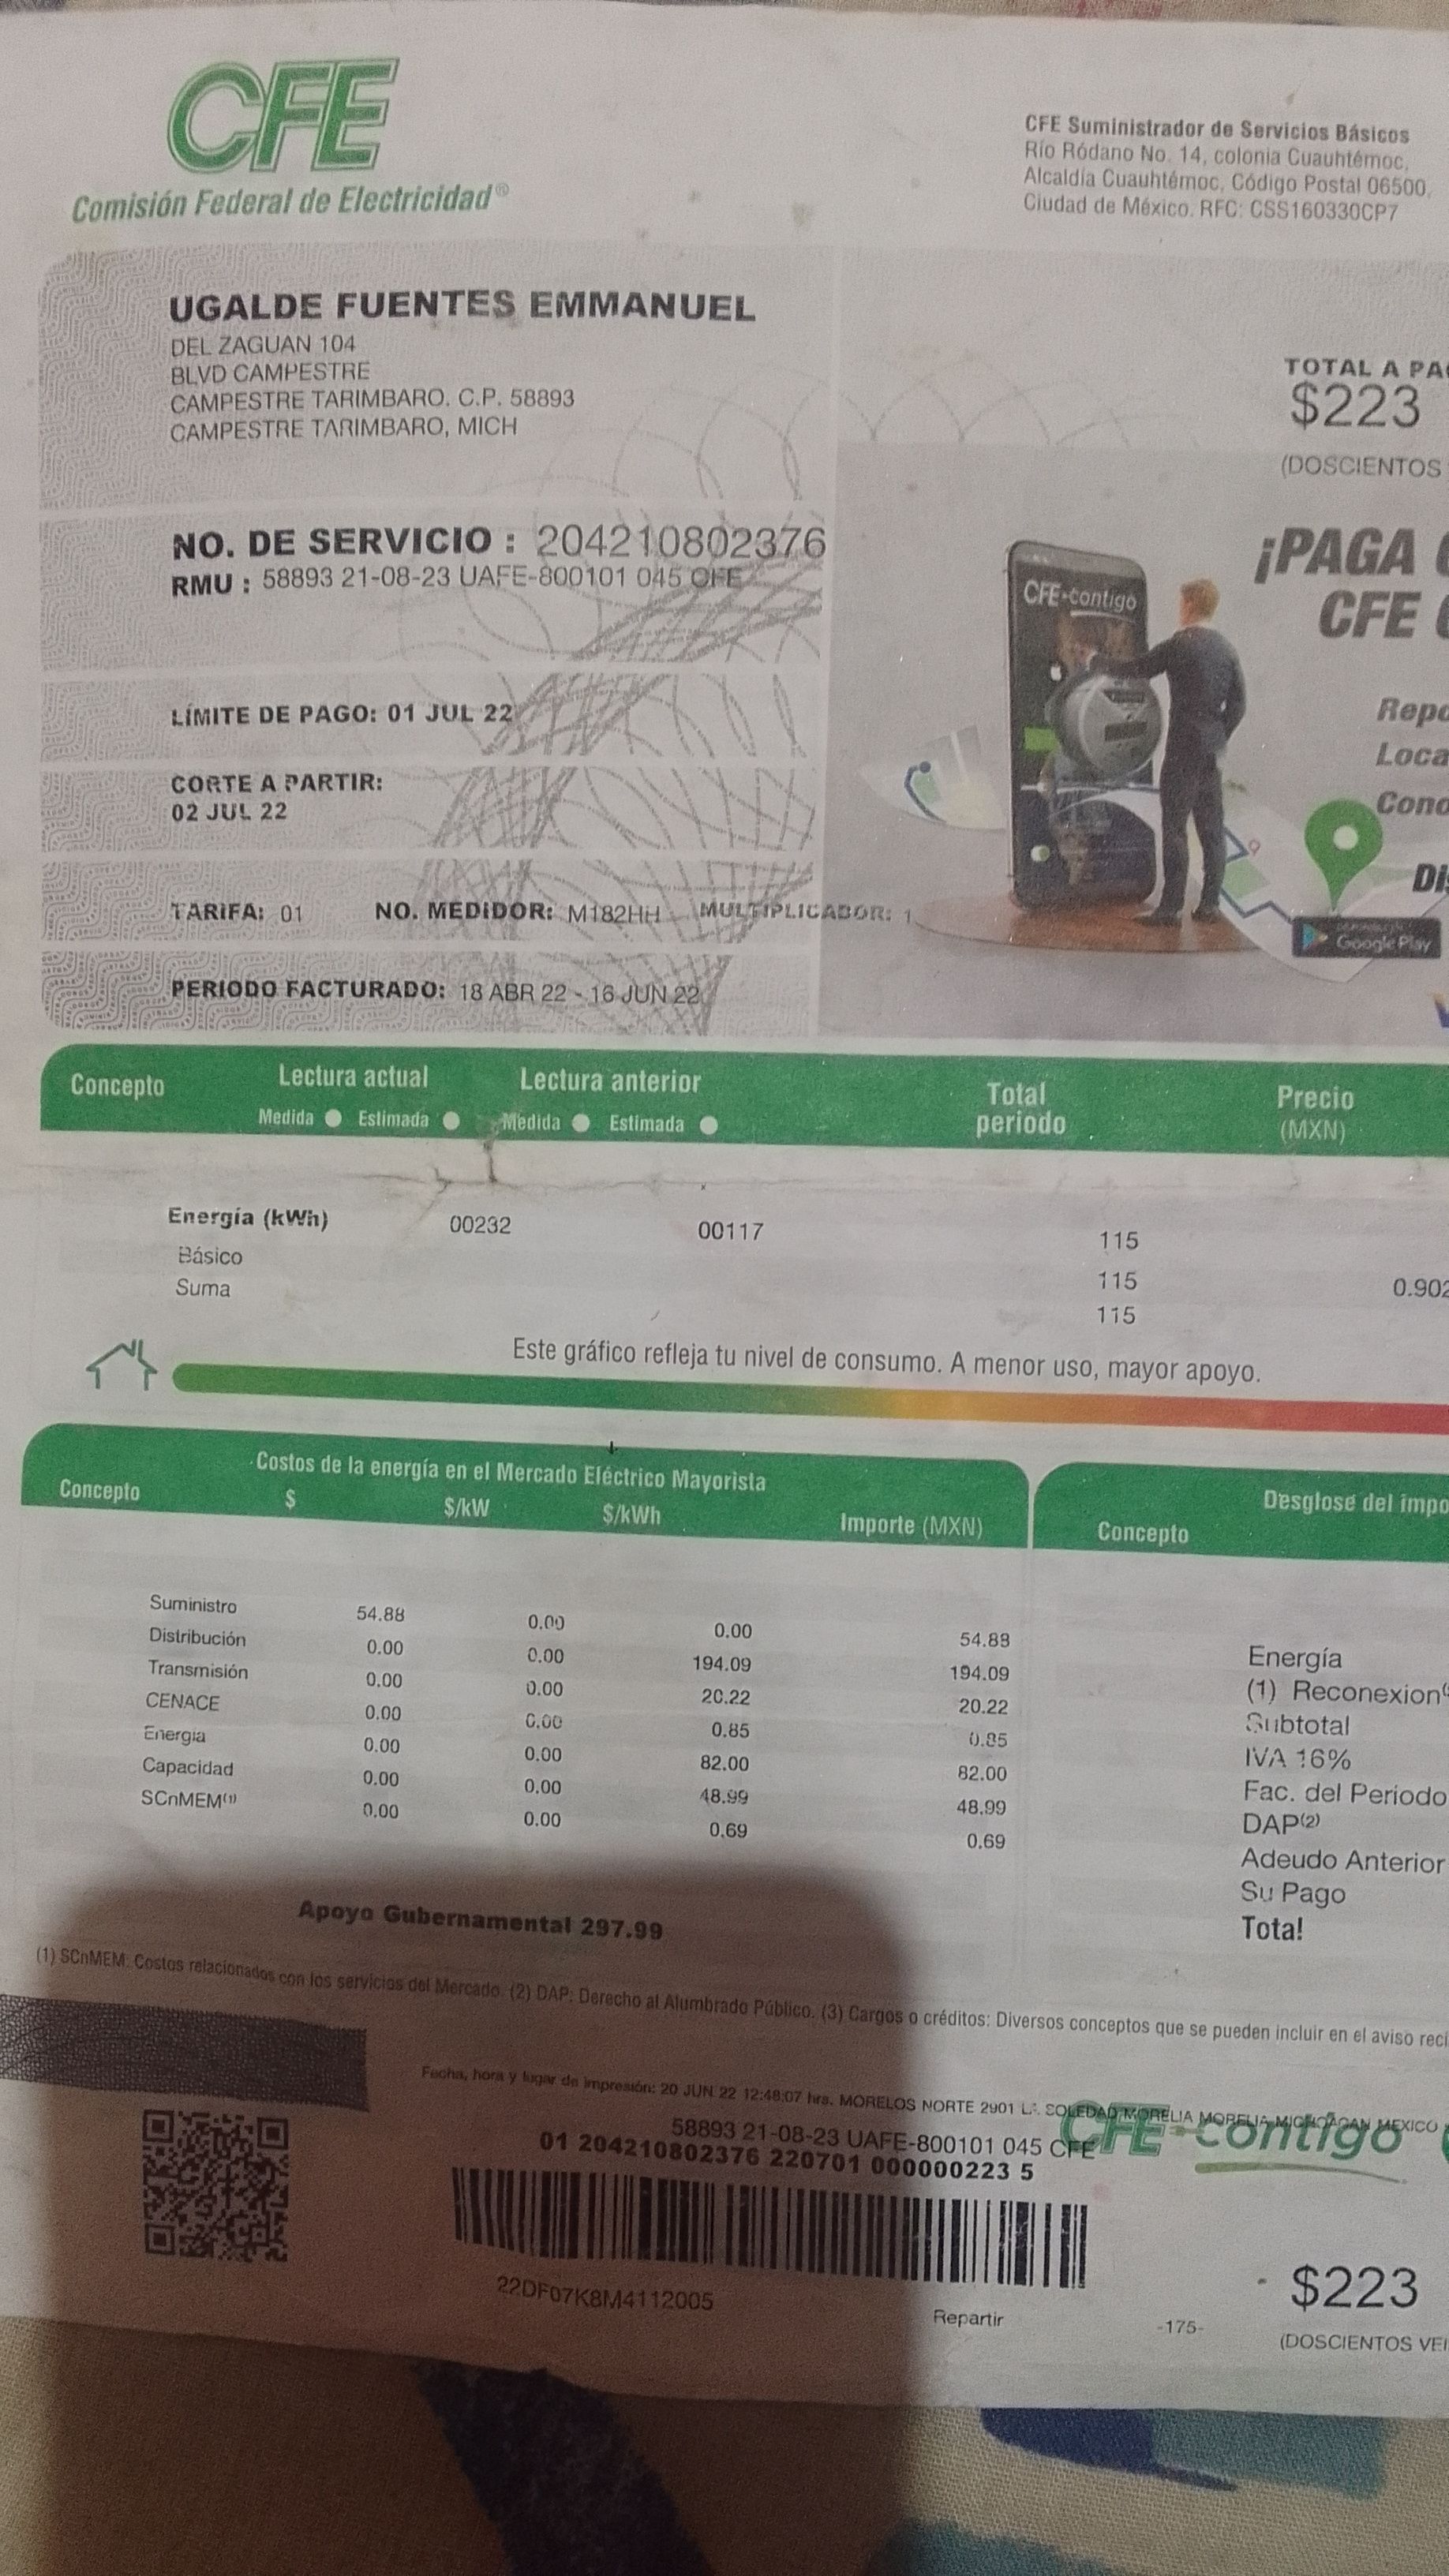 CFE
Comisión Federal de Electricidad®
CFE Suministrador de Servicios Básicos
Río Ródano No. 14, colonia Cuauhtémoc,
Alcaldía Cuauhtémoc, Código Postal 06500,
Ciudad de México. RFC: CSS160330CP7
UGALDE FUENTES EMMANUEL
DEL ZAGUAN 104
BLVD CAMPESTRE
CAMPESTRE TARIMBARO. C.P. 58893
CAMPESTRE TARIMBARO, MICH
TOTAL A PA
$223
(DOSCIENTOS
NO. DE SERVICIO : 204210802376
RMU : 58893 21-08-23 UAFE-800101 045 CFE
¡PAGA
CFE
CFE-contigo
LÍMITE DE PAGO: 01 JUL 22
Repo
Loca
Cono
CORTE A PARTIR:
02 JUL 22
Di
Google Play
TARIFA: 01 NO. MEDIDOR: M182HH MULTIPLICADOR: 1
PERIODO FACTURADO: 18 ABR 22 - 16 JUN 22
Concepto Lectura actual Lectura anterior Total periodo Precio (MXN)
Medida Estimada Medida Estimada
Energía (kWh) 00232 00117 115
Básico 115 0.902
Suma 115
Este gráfico refleja tu nivel de consumo. A menor uso, mayor apoyo.
Costos de la energía en el Mercado Eléctrico Mayorista
Concepto $ $/kW $/kWh Importe (MXN)
Suministro 54.88 0.00 0.00 54.88
Distribución 0.00 0.00 194.09 194.09
Transmisión 0.00 0.00 20.22 20.22
CENACE 0.00 0.00 0.85 0.85
Energía 0.00 0.00 82.00 82.00
Capacidad 0.00 0.00 48.99 48.99
SCnMEM(1) 0.00 0.00 0.69 0.69
Desglose del impo
Concepto
Energía
(1) Reconexion
Subtotal
IVA 16%
Fac. del Periodo
DAP(2)
Adeudo Anterior
Su Pago
Total
Apoyo Gubernamental 297.99
(1) SCnMEM: Costos relacionados con los servicios del Mercado. (2) DAP: Derecho al Alumbrado Público. (3) Cargos o créditos: Diversos conceptos que se pueden incluir en el aviso reci
Fecha, hora y lugar de impresión: 20 JUN 22 12:48:07 hrs. MORELOS NORTE 2901 LA SOLEDAD MORELIA MORELIA MICHOACAN MEXICO
58893 21-08-23 UAFE-800101 045 CFE
01 204210802376 220701 000000223 5
CFE-contigo
22DF07K8M4112005
Repartir
-175-
$223
(DOSCIENTOS VEI